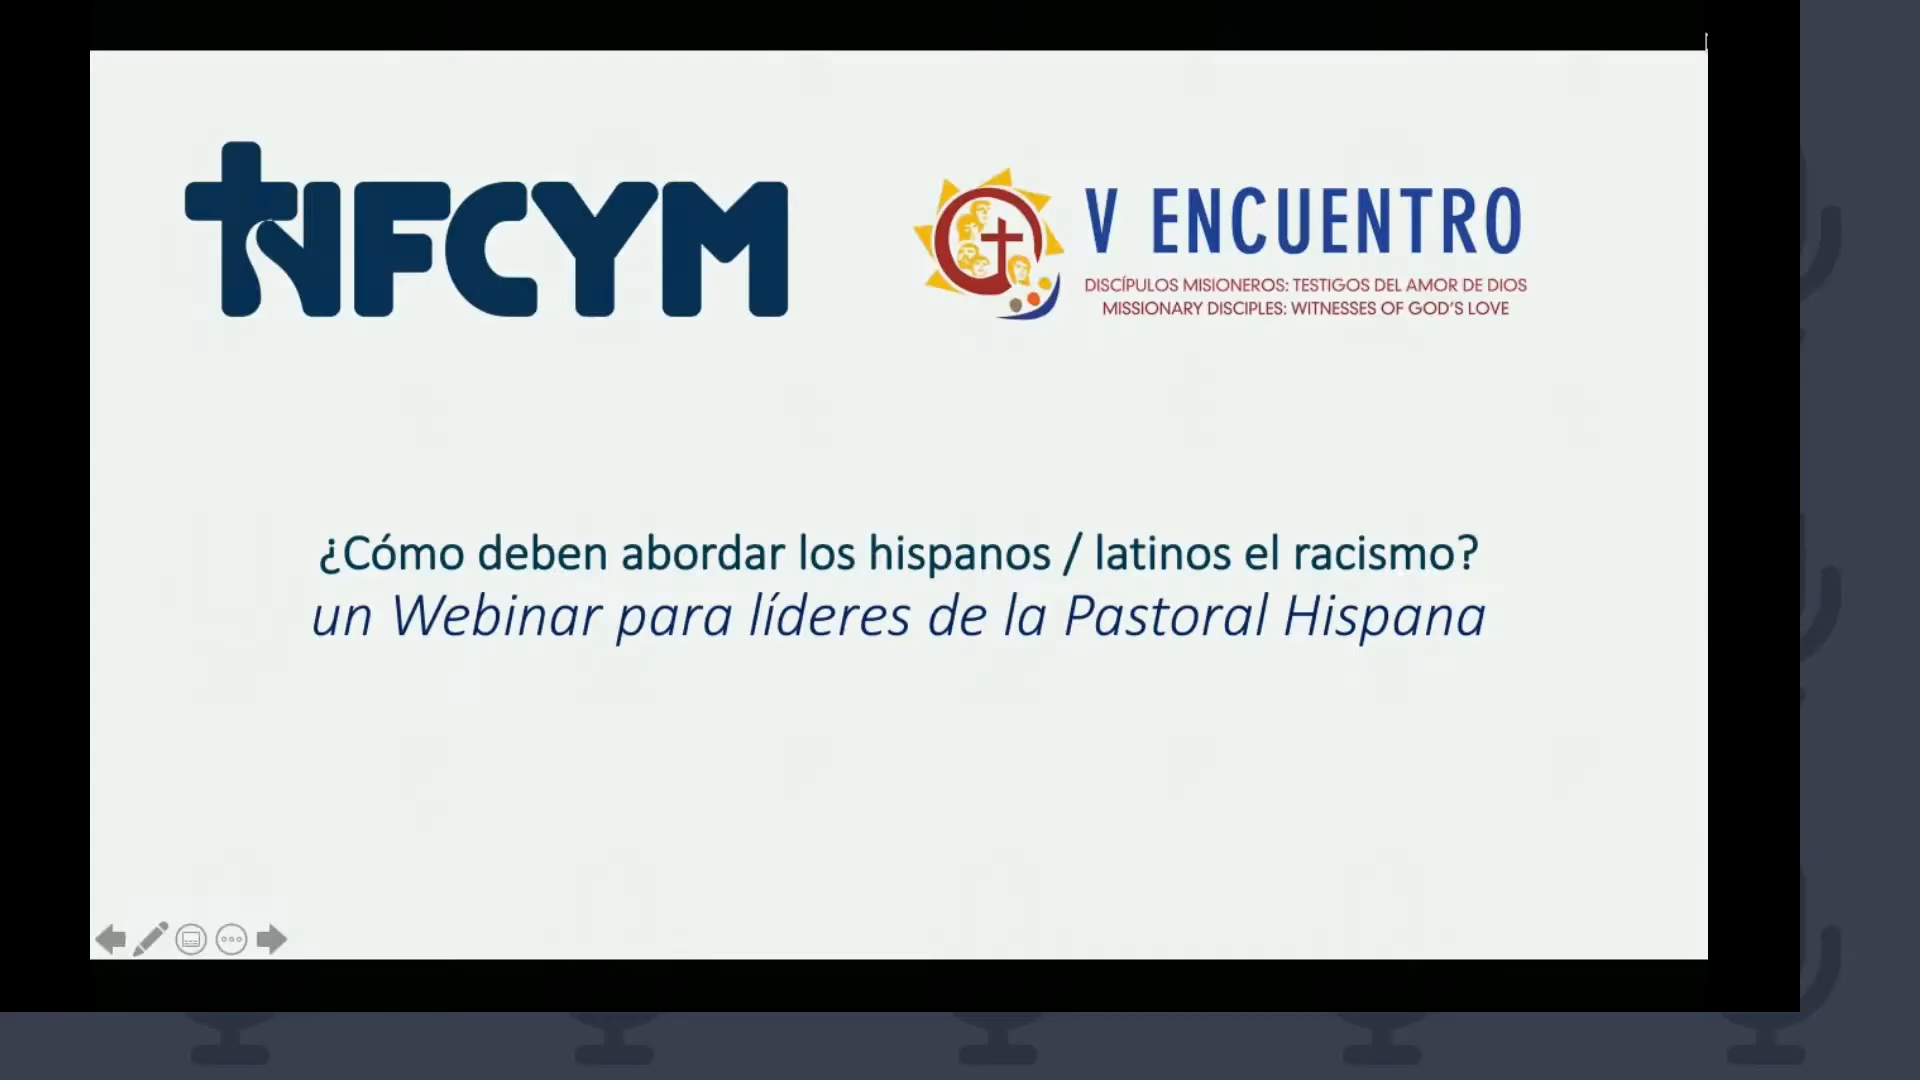 NFCYM
V ENCUENTRO
DISCÍPULOS MISIONEROS: TESTIGOS DEL AMOR DE DIOS
MISSIONARY DISCIPLES: WITNESSES OF GOD'S LOVE
¿Cómo deben abordar los hispanos / latinos el racismo?
un Webinar para líderes de la Pastoral Hispana